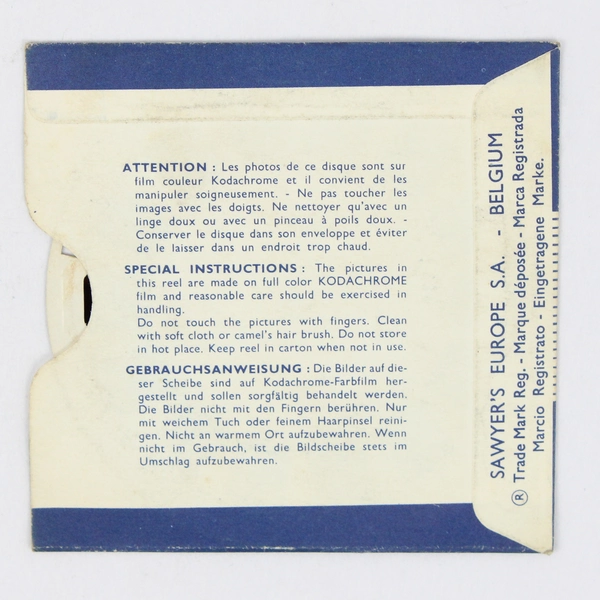 ATTENTION : Les photos de ce disque sont sur
film couleur Kodachrome et il convient de les
manipuler soigneusement. - Ne pas toucher les
images avec les doigts. Ne nettoyer qu'avec un
linge doux ou avec un pinceau à poils doux. -
Conserver le disque dans son enveloppe et éviter
de le laisser dans un endroit trop chaud.
SPECIAL INSTRUCTIONS : The pictures in
this reel are made on full color KODACHROME
film and reasonable care should be exercised in
handling.
Do not touch the pictures with fingers. Clean
with soft cloth or camel's hair brush. Do not store
in hot place. Keep reel in carton when not in use.
GEBRAUCHSANWEISUNG : Die Bilder auf die-
ser Scheibe sind auf Kodachrome-Farbfilm her-
gestellt und sollen sorgfältig behandelt werden.
Die Bilder nicht mit den Fingern berühren. Nur
mit weichem Tuch oder feinem Haarpinsel reini-
gen. Nicht an warmem Ort aufzubewahren. Wenn
nicht im Gebrauch, ist die Bildscheibe stets im
Umschlag aufzubewahren.
SAWYER'S EUROPE S.A. - BELGIUM
® Trade Mark Reg. - Marque déposée - Marca Registrada
Marcio Registrato - Eingetragene Marke.